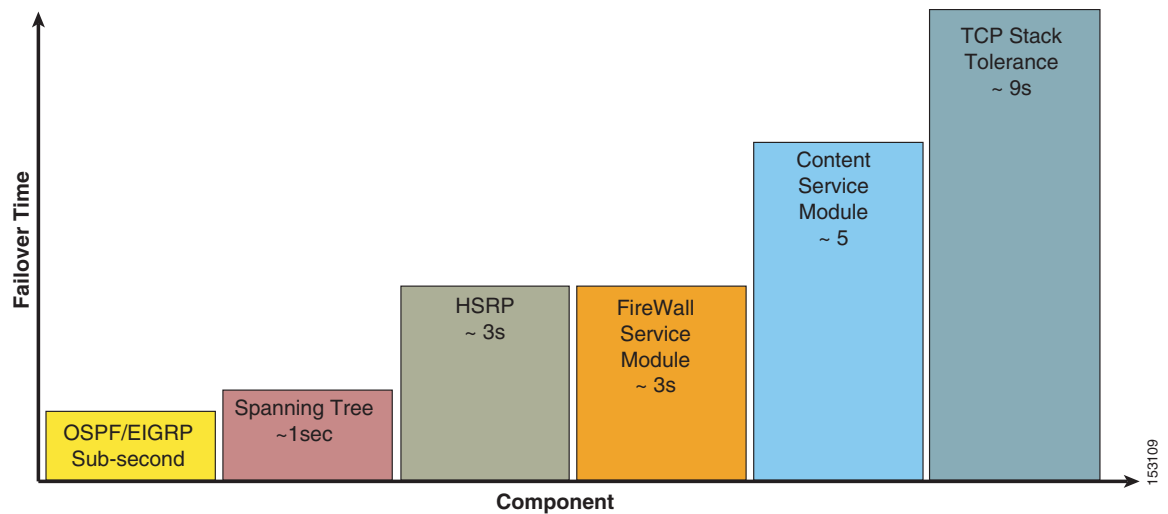 Failover Time
OSPF/EIGRP
Sub-second
Spanning Tree
~1sec
HSRP
~ 3s
FireWall
Service
Module
~ 3s
Content
Service
Module
~ 5
TCP Stack
Tolerance
~ 9s
Component
153109